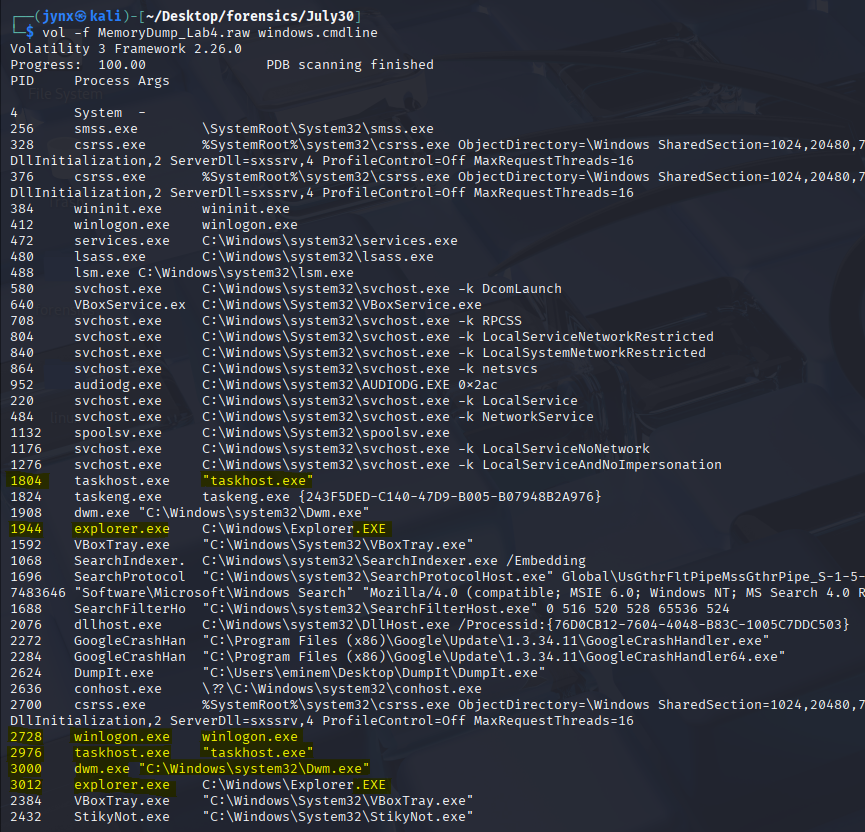 ┌──(jynx㉿kali)-[~/Desktop/forensics/July30]
└─$ vol -f MemoryDump_Lab4.raw windows.cmdline
Volatility 3 Framework 2.26.0
Progress:  100.00               PDB scanning finished
PID     Process Args

4       System  -
256     smss.exe        \SystemRoot\System32\smss.exe
328     csrss.exe       %SystemRoot%\system32\csrss.exe ObjectDirectory=\Windows SharedSection=1024,20480,7
DllInitialization,2 ServerDll=sxssrv,4 ProfileControl=Off MaxRequestThreads=16
376     csrss.exe       %SystemRoot%\system32\csrss.exe ObjectDirectory=\Windows SharedSection=1024,20480,7
DllInitialization,2 ServerDll=sxssrv,4 ProfileControl=Off MaxRequestThreads=16
384     wininit.exe     wininit.exe
412     winlogon.exe    winlogon.exe
472     services.exe    C:\Windows\system32\services.exe
480     lsass.exe       C:\Windows\system32\lsass.exe
488     lsm.exe C:\Windows\system32\lsm.exe
580     svchost.exe     C:\Windows\system32\svchost.exe -k DcomLaunch
640     VBoxService.ex  C:\Windows\System32\VBoxService.exe
708     svchost.exe     C:\Windows\system32\svchost.exe -k RPCSS
804     svchost.exe     C:\Windows\System32\svchost.exe -k LocalServiceNetworkRestricted
840     svchost.exe     C:\Windows\System32\svchost.exe -k LocalSystemNetworkRestricted
864     svchost.exe     C:\Windows\system32\svchost.exe -k netsvcs
952     audiodg.exe     C:\Windows\system32\AUDIODG.EXE 0x2ac
220     svchost.exe     C:\Windows\system32\svchost.exe -k LocalService
484     svchost.exe     C:\Windows\system32\svchost.exe -k NetworkService
1132    spoolsv.exe     C:\Windows\System32\spoolsv.exe
1176    svchost.exe     C:\Windows\system32\svchost.exe -k LocalServiceNoNetwork
1276    svchost.exe     C:\Windows\system32\svchost.exe -k LocalServiceAndNoImpersonation
1804    taskhost.exe    "taskhost.exe"
1824    taskeng.exe     taskeng.exe {243F5DED-C140-47D9-B005-B07948B2A976}
1908    dwm.exe "C:\Windows\system32\Dwm.exe"
1944    explorer.exe    C:\Windows\Explorer.EXE
1592    VBoxTray.exe    "C:\Windows\System32\VBoxTray.exe"
1068    SearchIndexer.  C:\Windows\system32\SearchIndexer.exe /Embedding
1696    SearchProtocol  "C:\Windows\system32\SearchProtocolHost.exe" Global\UsGthrFltPipeMssGthrPipe_S-1-5-
7483646 "Software\Microsoft\Windows Search" "Mozilla/4.0 (compatible; MSIE 6.0; Windows NT; MS Search 4.0 R
1688    SearchFilterHo  "C:\Windows\system32\SearchFilterHost.exe" 0 516 520 528 65536 524
2076    dllhost.exe     C:\Windows\system32\DllHost.exe /Processid:{76D0CB12-7604-4048-B83C-1005C7DDC503}
2272    GoogleCrashHan  "C:\Program Files (x86)\Google\Update\1.3.34.11\GoogleCrashHandler.exe"
2284    GoogleCrashHan  "C:\Program Files (x86)\Google\Update\1.3.34.11\GoogleCrashHandler64.exe"
2624    DumpIt.exe      "C:\Users\eminem\Desktop\DumpIt\DumpIt.exe"
2636    conhost.exe     \??\C:\Windows\system32\conhost.exe
2700    csrss.exe       %SystemRoot%\system32\csrss.exe ObjectDirectory=\Windows SharedSection=1024,20480,7
DllInitialization,2 ServerDll=sxssrv,4 ProfileControl=Off MaxRequestThreads=16
2728    winlogon.exe    winlogon.exe
2976    taskhost.exe    "taskhost.exe"
3000    dwm.exe "C:\Windows\system32\Dwm.exe"
3012    explorer.exe    C:\Windows\Explorer.EXE
2384    VBoxTray.exe    "C:\Windows\System32\VBoxTray.exe"
2432    StikyNot.exe    "C:\Windows\System32\StikyNot.exe"